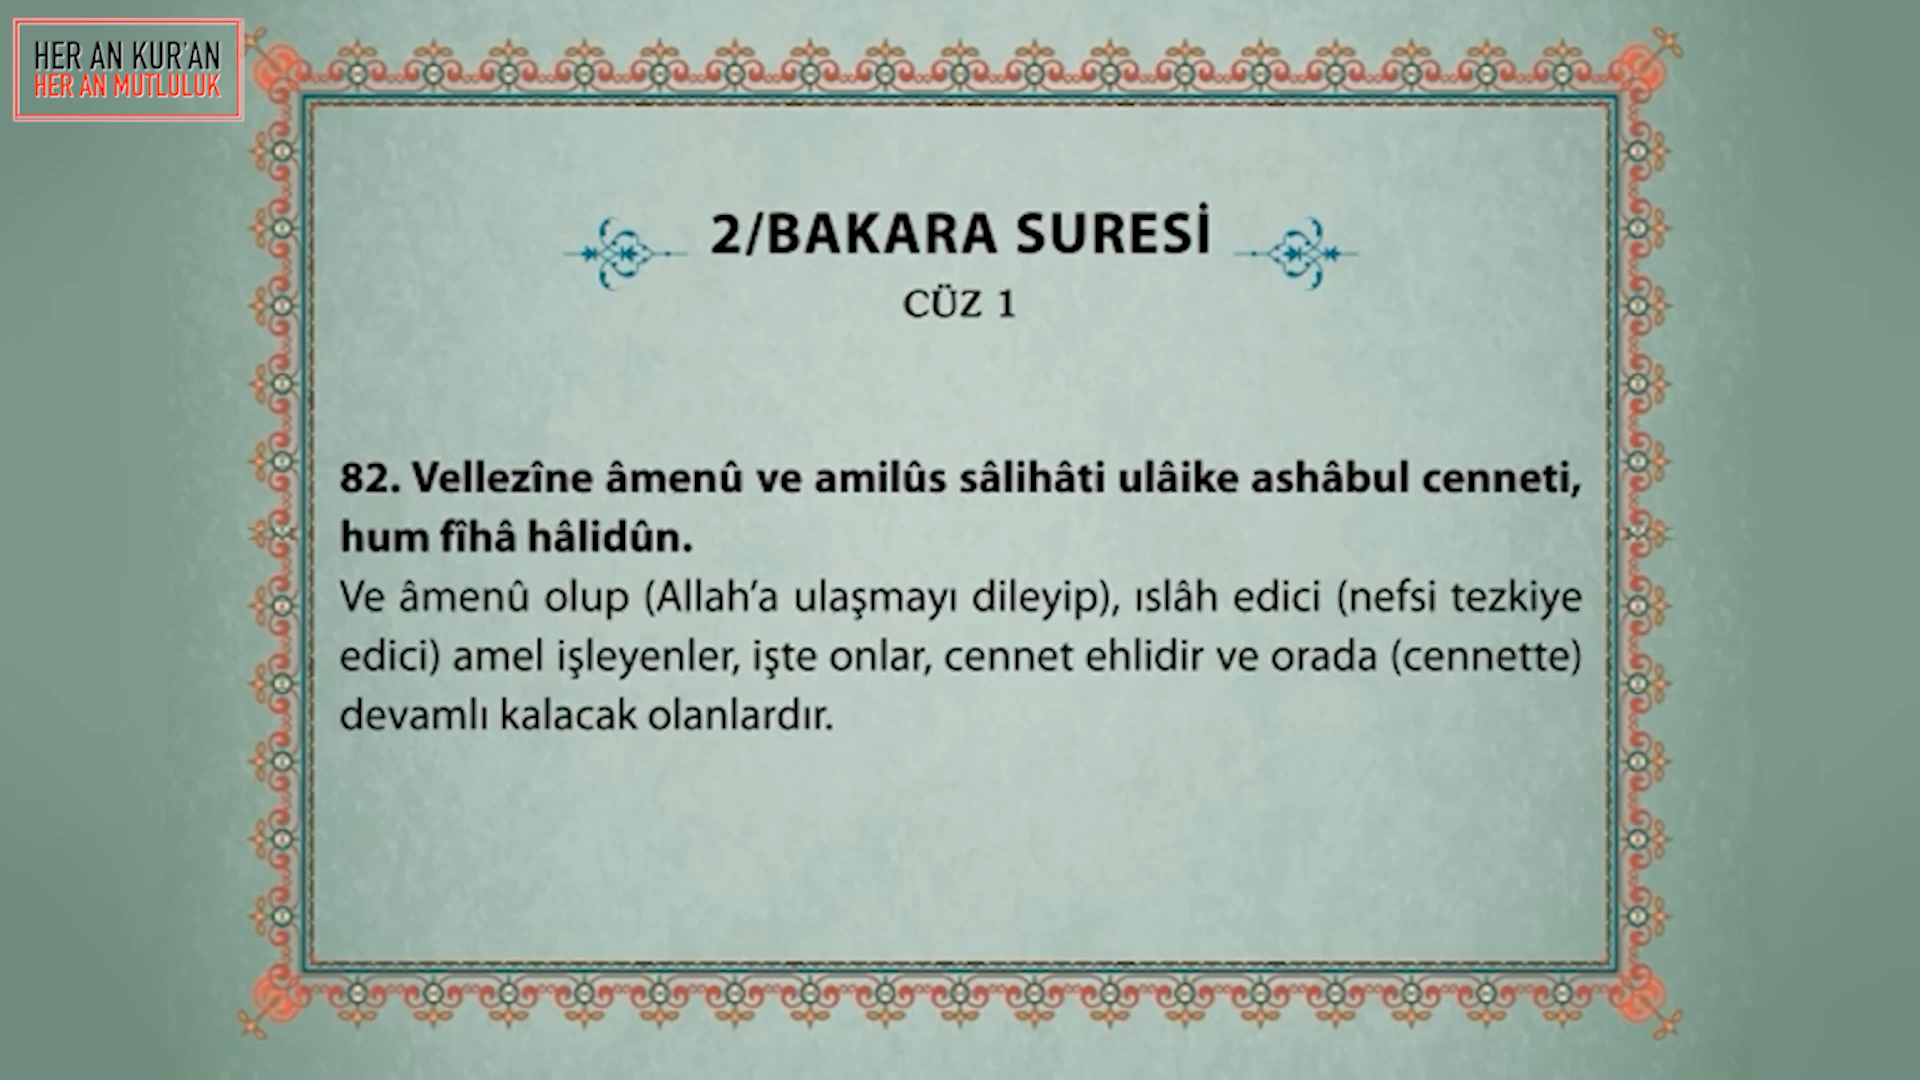 HER AN KUR'AN
HER AN MUTLULUK
2/BAKARA SURESİ
CÜZ 1
82. Vellezîne âmenû ve amilûs sâlihâti ulâike ashâbul cenneti,
hum fîhâ hâlidûn.
Ve âmenû olup (Allah’a ulaşmayı dileyip), ıslâh edici (nefsi tezkiye
edici) amel işleyenler, işte onlar, cennet ehlidir ve orada (cennette)
devamlı kalacak olanlardır.